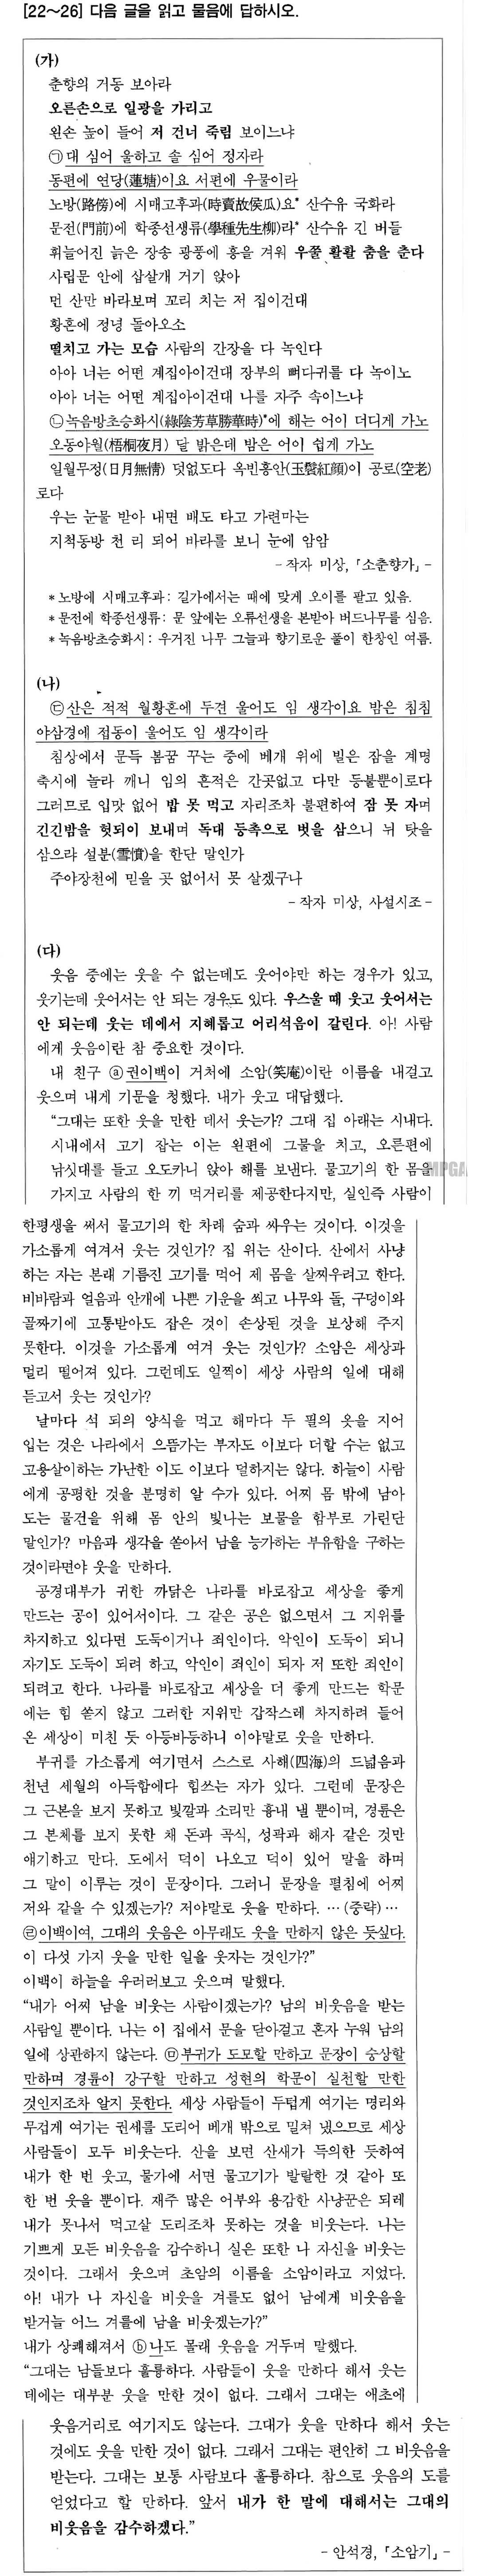 [22~26] 다음 글을 읽고 물음에 답하시오.
(가)
춘향의 거동 보아라
오른손으로 일광을 가리고
왼손 높이 들어 저 건너 죽림 보이느냐
㉠대 심어 울하고 솔 심어 정자라
동편에 연당(蓮塘)이요 서편에 우물이라
노방(路傍)에 시매고후과(時賣故侯瓜)요* 산수유 국화라
문전(門前)에 학종선생류(學種先生柳)라* 산수유 긴 버들
휘늘어진 늙은 장송 광풍에 흥을 겨워 우쭐 활활 춤을 춘다
사립문 안에 삽살개 거기 앉아
먼 산만 바라보며 꼬리 치는 저 집이건대
황혼에 정녕 돌아오소
떨치고 가는 모습 사람의 간장을 다 녹인다
아아 너는 어떤 계집아이건대 장부의 뼈다귀를 다 녹이노
아아 너는 어떤 계집아이건대 나를 자주 속이느냐
㉡녹음방초승화시(綠陰芳草勝華時)*에 해는 어이 더디게 가노
오동야월(梧桐夜月) 달 밝은데 밤은 어이 쉽게 가노
일월무정(日月無情) 덧없도다 옥빈홍안(玉鬢紅顔)이 공로(空老)
로다
우는 눈물 받아 내면 배도 타고 가련마는
지척동방 천 리 되어 바라를 보니 눈에 암암
- 작자 미상, 「소춘향가」 -
* 노방에 시매고후과: 길가에서는 때에 맞게 오이를 팔고 있음.
* 문전에 학종선생류: 문 앞에는 오류선생을 본받아 버드나무를 심음.
* 녹음방초승화시: 우거진 나무 그늘과 향기로운 풀이 한창인 여름.
(나)
㉢산은 적적 월황혼에 두견 울어도 임 생각이요 밤은 침침
야삼경에 접동이 울어도 임 생각이라
침상에서 문득 봄꿈 꾸는 중에 베개 위에 빌은 잠을 계명
축시에 놀라 깨니 임의 흔적은 간곳없고 다만 등불뿐이로다
그러므로 입맛 없어 밥 못 먹고 자리조차 불편하여 잠 못 자며
긴긴밤을 헛되이 보내며 독대 등촉으로 벗을 삼으니 뉘 탓을
삼으랴 설분(雪憤)을 한단 말인가
주야장천에 믿을 곳 없어서 못 살겠구나
- 작자 미상, 사설시조 -
(다)
웃음 중에는 웃을 수 없는데도 웃어야만 하는 경우가 있고,
웃기는데 웃어서는 안 되는 경우도 있다. 우스울 때 웃고 웃어서는
안 되는데 웃는 데에서 지혜롭고 어리석음이 갈린다. 아! 사람
에게 웃음이란 참 중요한 것이다.
내 친구 ⓐ권이백이 거처에 소암(笑庵)이란 이름을 내걸고
웃으며 내게 기문을 청했다. 내가 웃고 대답했다.
“그대는 또한 웃을 만한 데서 웃는가? 그대 집 아래는 시내다.
시내에서 고기 잡는 이는 왼편에 그물을 치고, 오른편에
낚싯대를 들고 오도카니 앉아 해를 보낸다. 물고기의 한 몸을
가지고 사람의 한 끼 먹거리를 제공한다지만, 실인즉 사람이
MPGA
한평생을 써서 물고기의 한 차례 숨과 싸우는 것이다. 이것을
가소롭게 여겨서 웃는 것인가? 집 위는 산이다. 산에서 사냥
하는 자는 본래 기름진 고기를 먹어 제 몸을 살찌우려고 한다.
비바람과 얼음과 안개에 나쁜 기운을 쐬고 나무와 돌, 구덩이와
골짜기에 고통받아도 잡은 것이 손상된 것을 보상해 주지
못한다. 이것을 가소롭게 여겨 웃는 것인가? 소암은 세상과
멀리 떨어져 있다. 그런데도 일찍이 세상 사람의 일에 대해
듣고서 웃는 것인가?
날마다 석 되의 양식을 먹고 해마다 두 필의 옷을 지어
입는 것은 나라에서 으뜸가는 부자도 이보다 더할 수는 없고
고용살이하는 가난한 이도 이보다 덜하지는 않다. 하늘이 사람
에게 공평한 것을 분명히 알 수가 있다. 어찌 몸 밖에 남아
도는 물건을 위해 몸 안의 빛나는 보물을 함부로 가린단
말인가? 마음과 생각을 쏟아서 남을 능가하는 부유함을 구하는
것이라면야 웃을 만하다.
공경대부가 귀한 까닭은 나라를 바로잡고 세상을 좋게
만드는 공이 있어서이다. 그 같은 공은 없으면서 그 지위를
차지하고 있다면 도둑이거나 죄인이다. 악인이 도둑이 되니
자기도 도둑이 되려 하고, 악인이 죄인이 되자 저 또한 죄인이
되려고 한다. 나라를 바로잡고 세상을 더 좋게 만드는 학문
에는 힘 쏟지 않고 그러한 지위만 갑작스레 차지하려 들어
온 세상이 미친 듯 아등바등하니 이야말로 웃을 만하다.
부귀를 가소롭게 여기면서 스스로 사해(四海)의 드넓음과
천년 세월의 아득함에다 힘쓰는 자가 있다. 그런데 문장은
그 근본을 보지 못하고 빛깔과 소리만 흉내 낼 뿐이며, 경륜은
그 본체를 보지 못한 채 돈과 곡식, 성곽과 해자 같은 것만
얘기하고 만다. 도에서 덕이 나오고 덕이 있어 말을 하며
그 말이 이루는 것이 문장이다. 그러니 문장을 펼침에 어찌
저와 같을 수 있겠는가? 저야말로 웃을 만하다. … (중략) …
㉣이백이여, 그대의 웃음은 아무래도 웃을 만하지 않은 듯싶다.
이 다섯 가지 웃을 만한 일을 웃자는 것인가?”
이백이 하늘을 우러러보고 웃으며 말했다.
“내가 어찌 남을 비웃는 사람이겠는가? 남의 비웃음을 받는
사람일 뿐이다. 나는 이 집에서 문을 닫아걸고 혼자 누워 남의
일에 상관하지 않는다. ㉤부귀가 도모할 만하고 문장이 숭상할
만하며 경륜이 강구할 만하고 성현의 학문이 실천할 만한
것인지조차 알지 못한다. 세상 사람들이 두텁게 여기는 명리와
무겁게 여기는 권세를 도리어 베개 밖으로 밀쳐 냈으므로 세상
사람들이 모두 비웃는다. 산을 보면 산새가 득의한 듯하여
내가 한 번 웃고, 물가에 서면 물고기가 발랄한 것 같아 또
한 번 웃을 뿐이다. 재주 많은 어부와 용감한 사냥꾼은 되레
내가 못나서 먹고살 도리조차 못하는 것을 비웃는다. 나는
기쁘게 모든 비웃음을 감수하니 실은 또한 나 자신을 비웃는
것이다. 그래서 웃으며 초암의 이름을 소암이라고 지었다.
아! 내가 나 자신을 비웃을 겨를도 없어 남에게 비웃음을
받거늘 어느 겨를에 남을 비웃겠는가?”
내가 상쾌해져서 ⓑ나도 몰래 웃음을 거두며 말했다.
“그대는 남들보다 훌륭하다. 사람들이 웃을 만하다 해서 웃는
데에는 대부분 웃을 만한 것이 없다. 그래서 그대는 애초에
웃음거리로 여기지도 않는다. 그대가 웃을 만하다 해서 웃는
것에도 웃을 만한 것이 없다. 그래서 그대는 편안히 그 비웃음을
받는다. 그대는 보통 사람보다 훌륭하다. 참으로 웃음의 도를
얻었다고 할 만하다. 앞서 내가 한 말에 대해서는 그대의
비웃음을 감수하겠다.”
- 안석경, 「소암기」 -